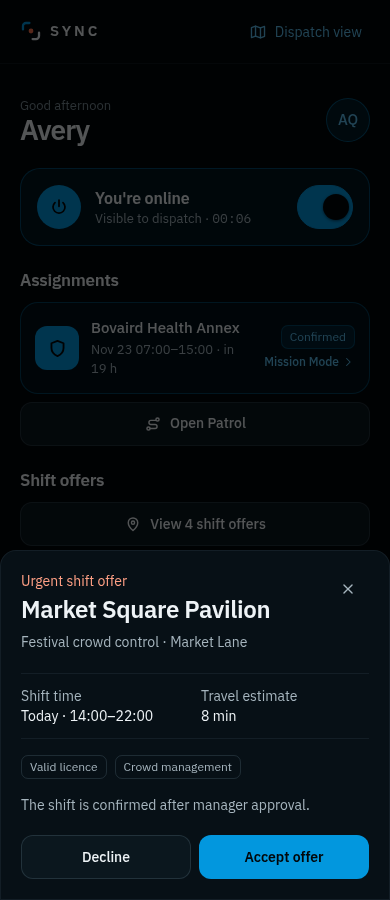 SYNC
Dispatch view
Good afternoon
Avery
AQ
You're online
Visible to dispatch · 00:06
Assignments
Bovaird Health Annex
Nov 23 07:00–15:00 · in
19 h
Confirmed
Mission Mode
Open Patrol
Shift offers
View 4 shift offers
Urgent shift offer
Market Square Pavilion
Festival crowd control · Market Lane
Shift time
Travel estimate
Today · 14:00–22:00
8 min
Valid licence
Crowd management
The shift is confirmed after manager approval.
Decline
Accept offer